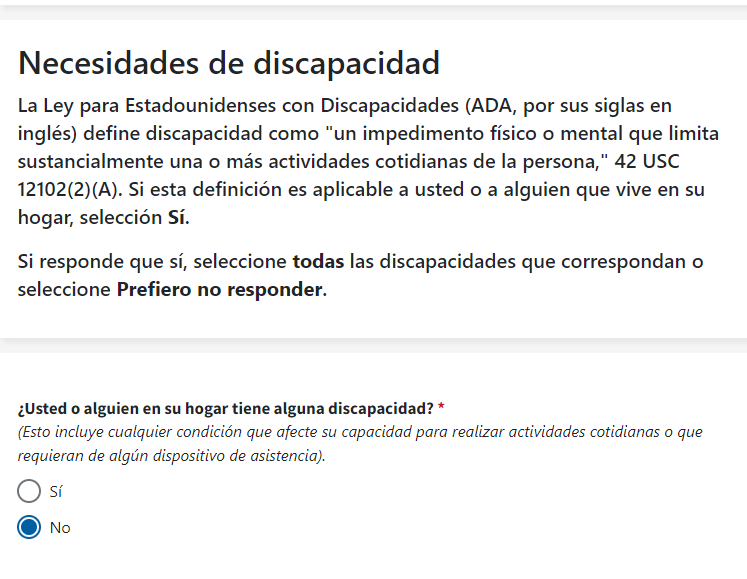 Necesidades de discapacidad
La Ley para Estadounidenses con Discapacidades (ADA, por sus siglas en
inglés) define discapacidad como "un impedimento físico o mental que limita
sustancialmente una o más actividades cotidianas de la persona," 42 USC
12102(2)(A). Si esta definición es aplicable a usted o a alguien que vive en su
hogar, selección Sí.
Si responde que sí, seleccione todas las discapacidades que correspondan o
seleccione Prefiero no responder.
¿Usted o alguien en su hogar tiene alguna discapacidad? *
(Esto incluye cualquier condición que afecte su capacidad para realizar actividades cotidianas o que
requieran de algún dispositivo de asistencia).
Sí
No